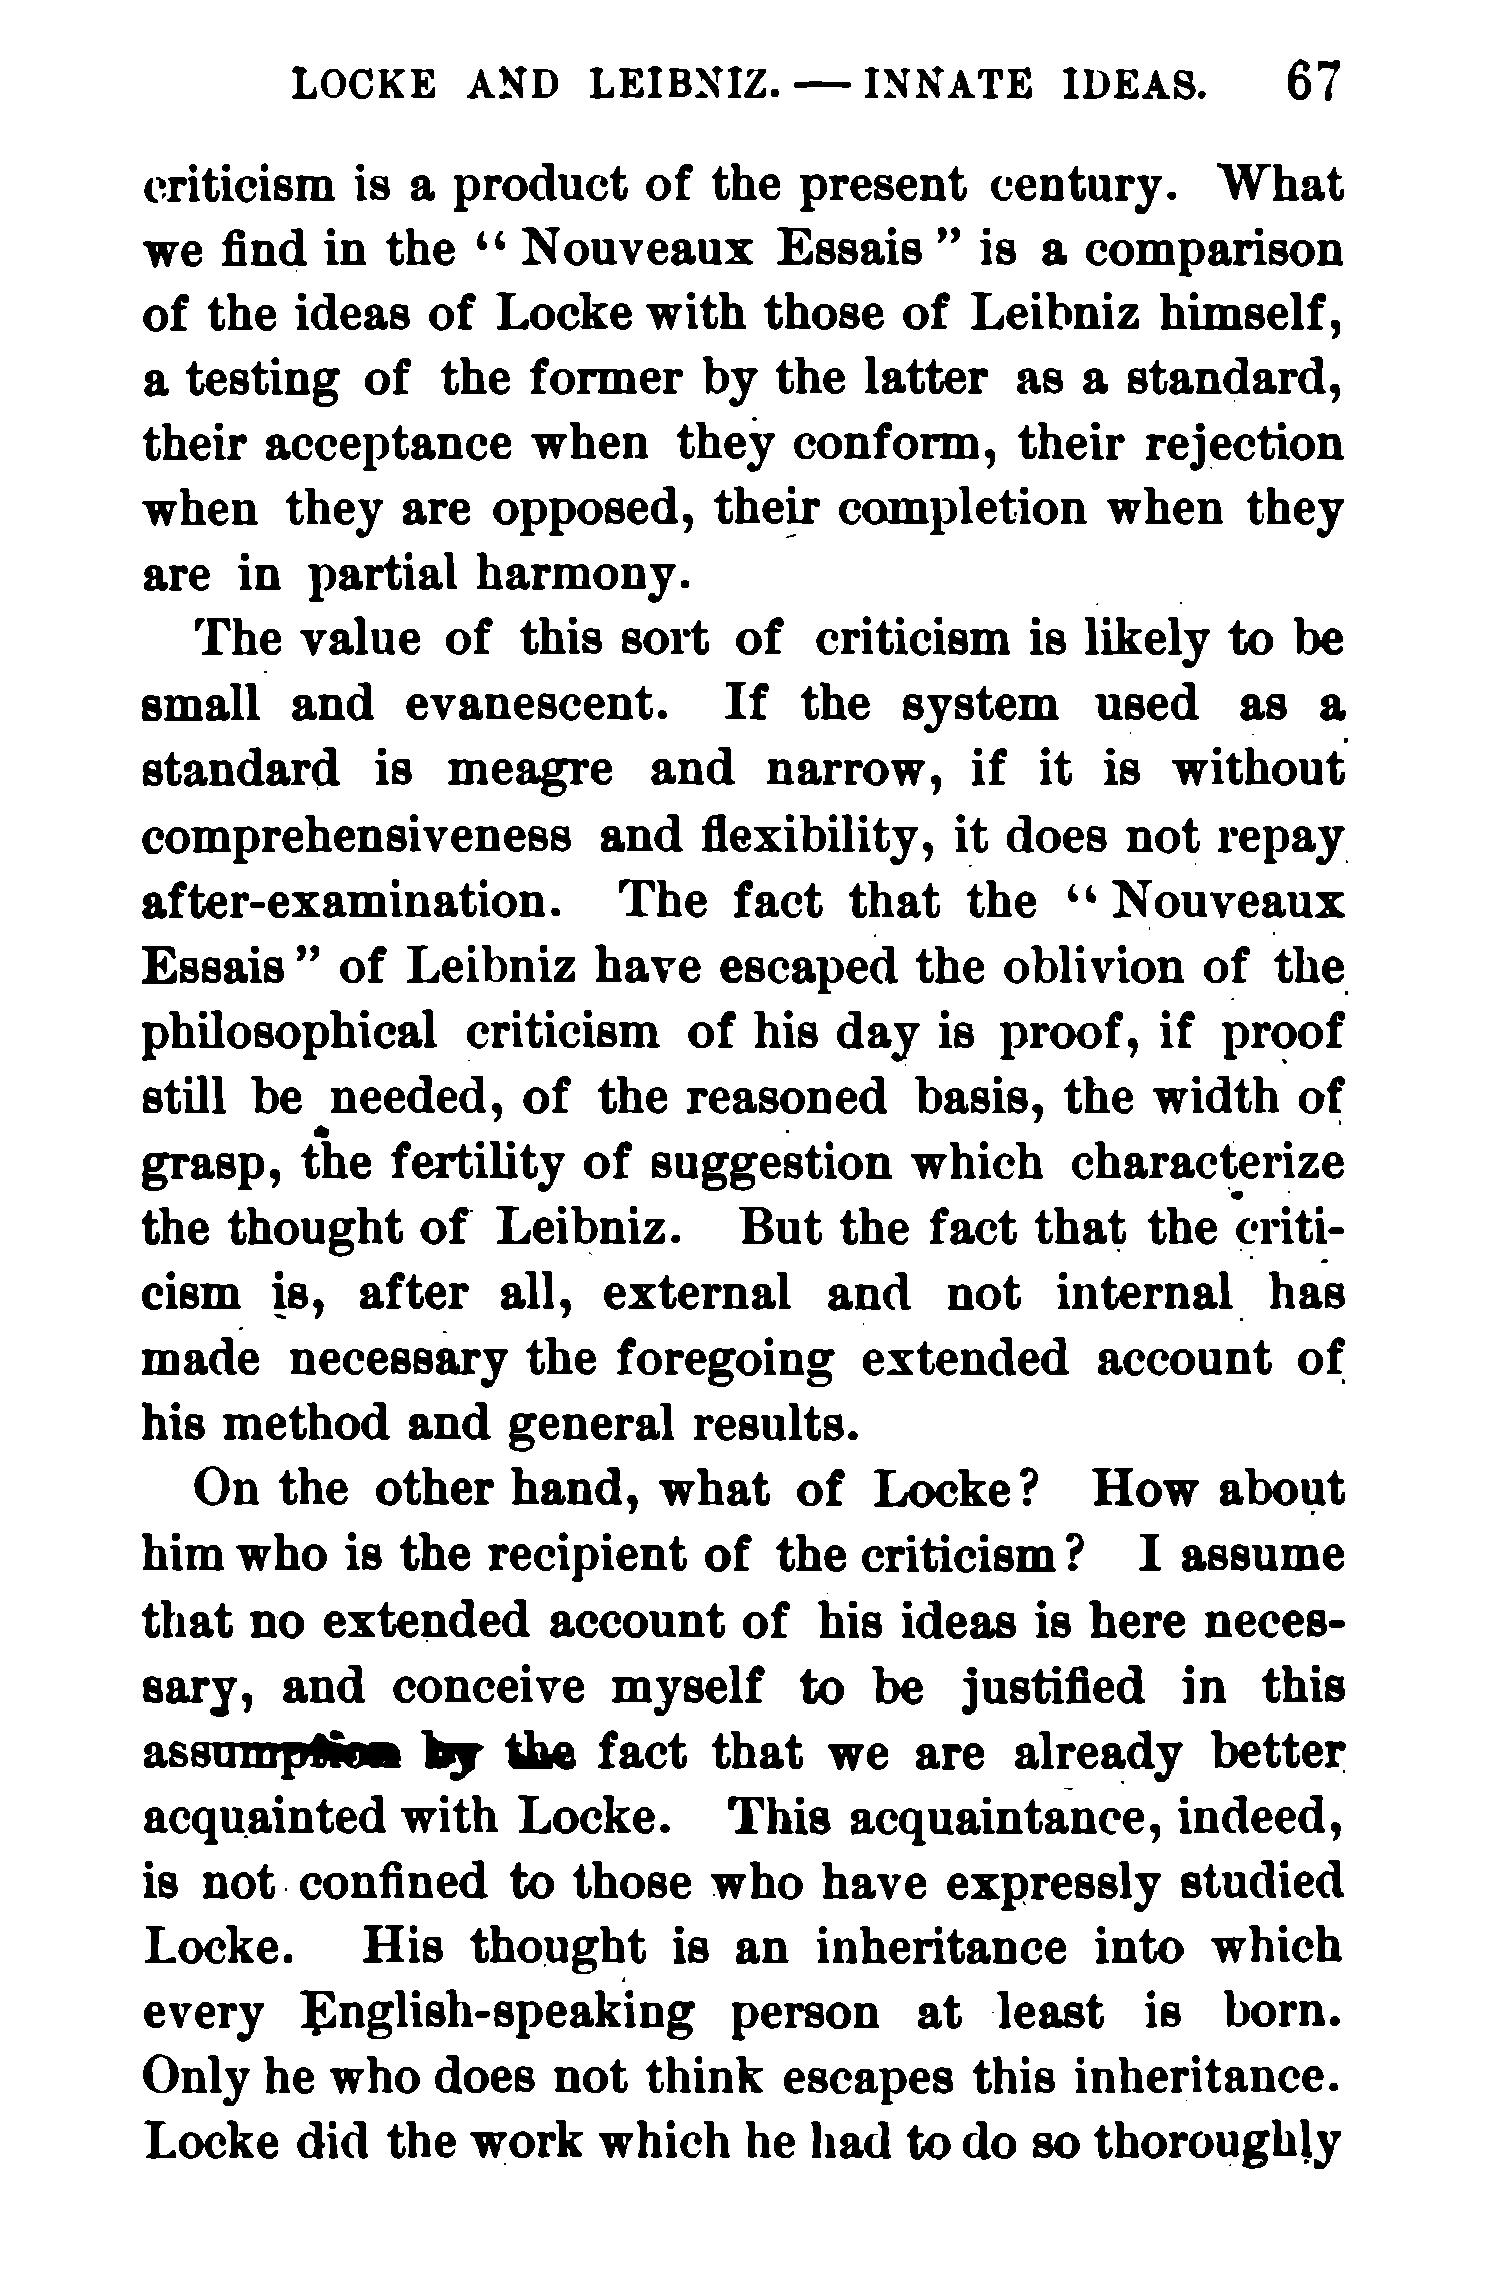 LOCKE AND LEIBNIZ. — INNATE IDEAS. 67
criticism is a product of the present century. What
we find in the “ Nouveaux Essais ” is a comparison
of the ideas of Locke with those of Leibniz himself,
a testing of the former by the latter as a standard,
their acceptance when they conform, their rejection
when they are opposed, their completion when they
are in partial harmony.
The value of this sort of criticism is likely to be
small and evanescent. If the system used as a
standard is meagre and narrow, if it is without
comprehensiveness and flexibility, it does not repay
after-examination. The fact that the “ Nouveaux
Essais ” of Leibniz have escaped the oblivion of the
philosophical criticism of his day is proof, if proof
still be needed, of the reasoned basis, the width of
grasp, the fertility of suggestion which characterize
the thought of Leibniz. But the fact that the criti-
cism is, after all, external and not internal has
made necessary the foregoing extended account of
his method and general results.
On the other hand, what of Locke? How about
him who is the recipient of the criticism? I assume
that no extended account of his ideas is here neces-
sary, and conceive myself to be justified in this
assumption by the fact that we are already better
acquainted with Locke. This acquaintance, indeed,
is not confined to those who have expressly studied
Locke. His thought is an inheritance into which
every English-speaking person at least is born.
Only he who does not think escapes this inheritance.
Locke did the work which he had to do so thoroughly